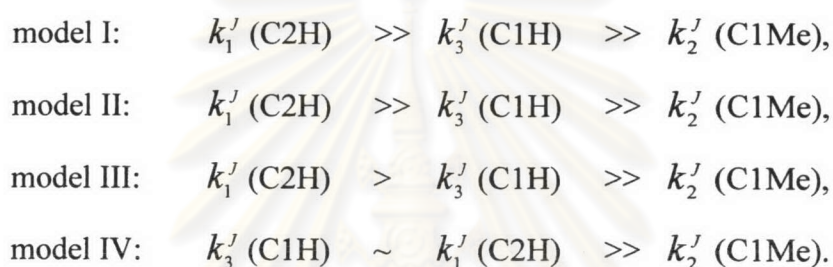 model I: $k_1^J$ (C2H) >> $k_3^J$ (C1H) >> $k_2^J$ (C1Me),
model II: $k_1^J$ (C2H) >> $k_3^J$ (C1H) >> $k_2^J$ (C1Me),
model III: $k_1^J$ (C2H) > $k_3^J$ (C1H) >> $k_2^J$ (C1Me),
model IV: $k_3^J$ (C1H) ~ $k_1^J$ (C2H) >> $k_2^J$ (C1Me).